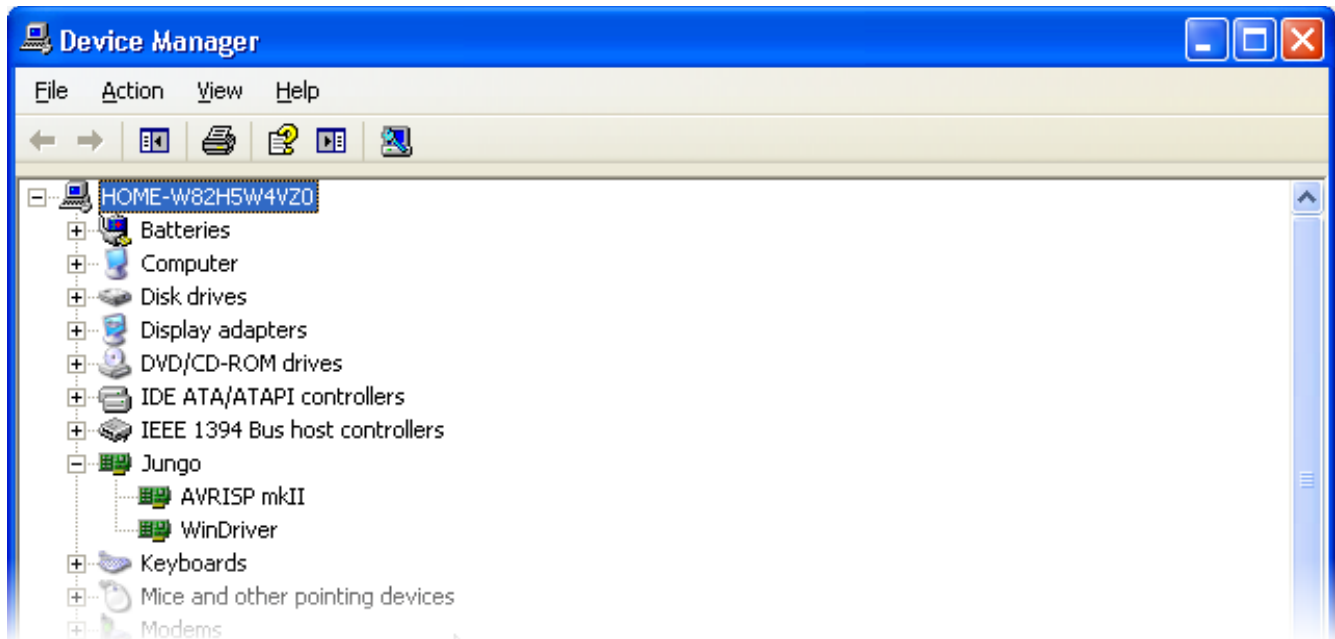 Device Manager
File Action View Help
HOME-W82H5W4VZ0
Batteries
Computer
Disk drives
Display adapters
DVD/CD-ROM drives
IDE ATA/ATAPI controllers
IEEE 1394 Bus host controllers
Jungo
AVRISP mkII
WinDriver
Keyboards
Mice and other pointing devices
Modems